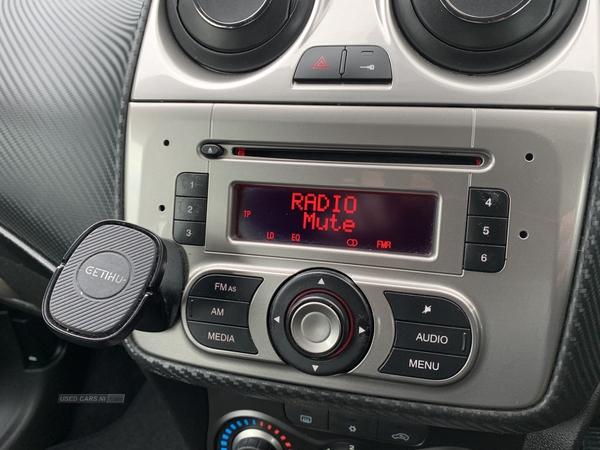 RADIO
Mute
TP
LD EQ FMR
1
2
3
4
5
6
GETIHU
FM AS
AM
MEDIA
AUDIO
MENU
USED CARS NI